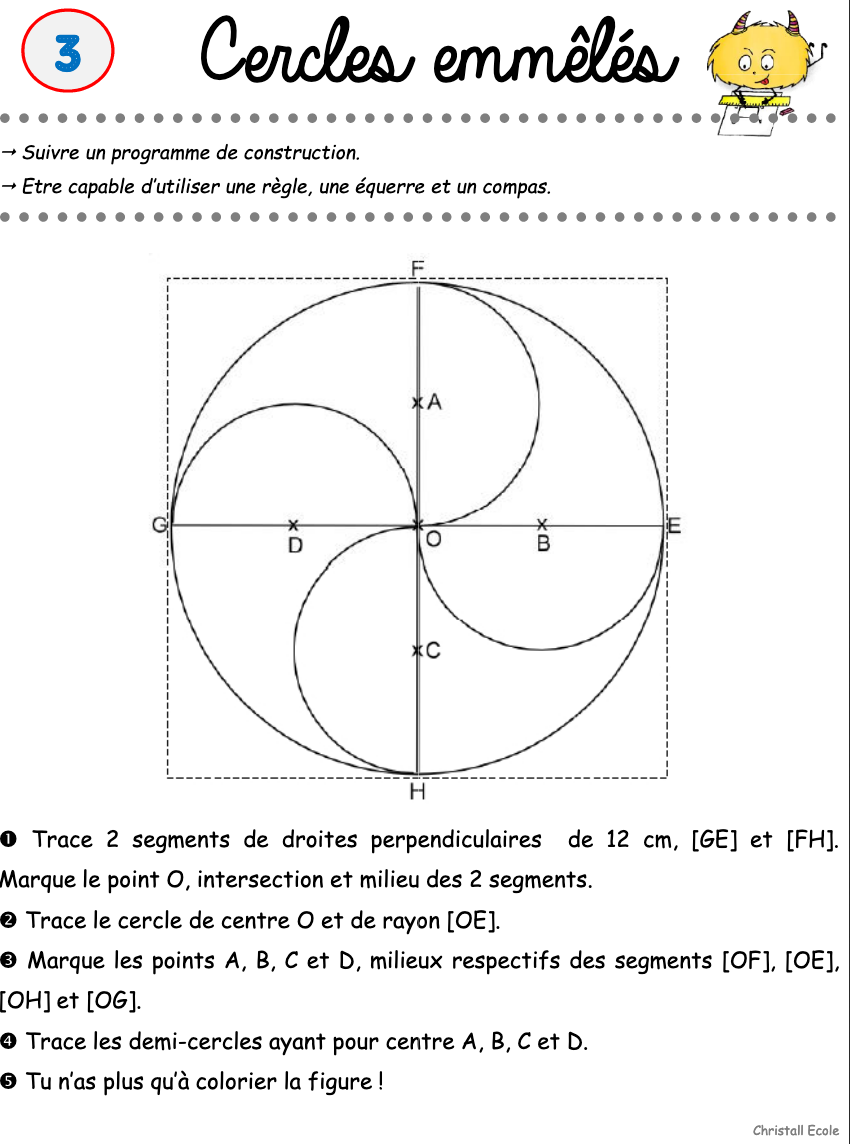 3
Cercles emmêlés
→ Suivre un programme de construction.
→ Etre capable d'utiliser une règle, une équerre et un compas.
F
A
G
D
O
B
E
C
H
❶ Trace 2 segments de droites perpendiculaires de 12 cm, [GE] et [FH].
Marque le point O, intersection et milieu des 2 segments.
❷ Trace le cercle de centre O et de rayon [OE].
❸ Marque les points A, B, C et D, milieux respectifs des segments [OF], [OE],
[OH] et [OG].
❹ Trace les demi-cercles ayant pour centre A, B, C et D.
❺ Tu n'as plus qu'à colorier la figure !
Christall Ecole